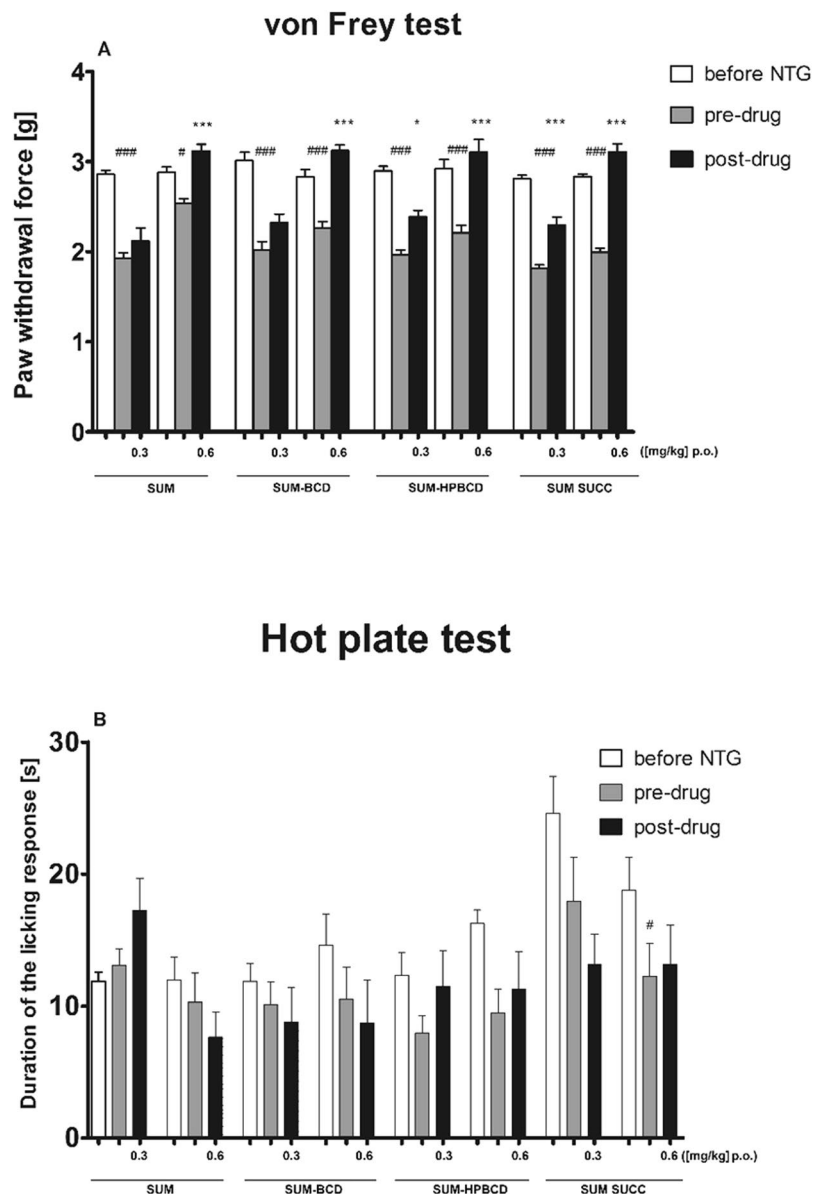 von Frey test
A
Paw withdrawal force [g]
4
3
2
1
0
before NTG
pre-drug
post-drug
### # *** ### ### *** ### * ### *** ### *** ### ***
0.3 0.6 0.3 0.6 0.3 0.6 0.3 0.6 ([mg/kg] p.o.)
SUM SUM-BCD SUM-HPBCD SUM SUCC
Hot plate test
B
Duration of the licking response [s]
30
20
10
0
before NTG
pre-drug
post-drug
#
0.3 0.6 0.3 0.6 0.3 0.6 0.3 0.6 ([mg/kg] p.o.)
SUM SUM-BCD SUM-HPBCD SUM SUCC